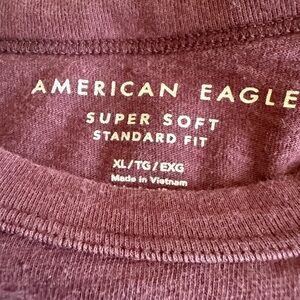 AMERICAN EAGLE
SUPER SOFT
STANDARD FIT
XL/TG/EXG
Made in Vietnam